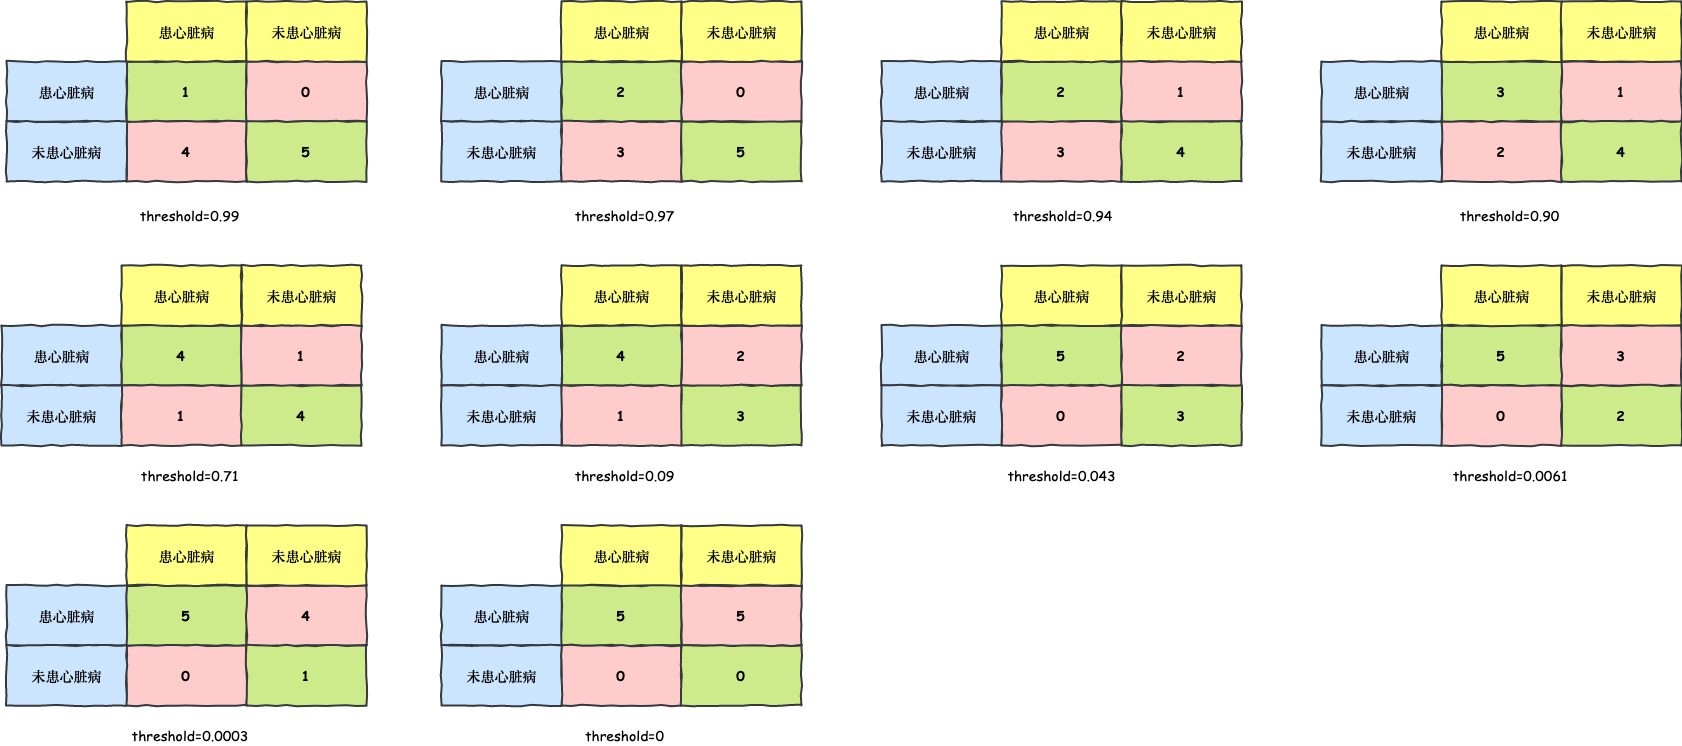 患心脏病 未患心脏病 患心脏病 未患心脏病 患心脏病 未患心脏病 患心脏病 未患心脏病
患心脏病 1 0 患心脏病 2 0 患心脏病 2 1 患心脏病 3 1
未患心脏病 4 5 未患心脏病 3 5 未患心脏病 3 4 未患心脏病 2 4
threshold=0.99 threshold=0.97 threshold=0.94 threshold=0.90
患心脏病 未患心脏病 患心脏病 未患心脏病 患心脏病 未患心脏病 患心脏病 未患心脏病
患心脏病 4 1 患心脏病 4 2 患心脏病 5 2 患心脏病 5 3
未患心脏病 1 4 未患心脏病 1 3 未患心脏病 0 3 未患心脏病 0 2
threshold=0.71 threshold=0.09 threshold=0.043 threshold=0.0061
患心脏病 未患心脏病 患心脏病 未患心脏病
患心脏病 5 4 患心脏病 5 5
未患心脏病 0 1 未患心脏病 0 0
threshold=0.0003 threshold=0